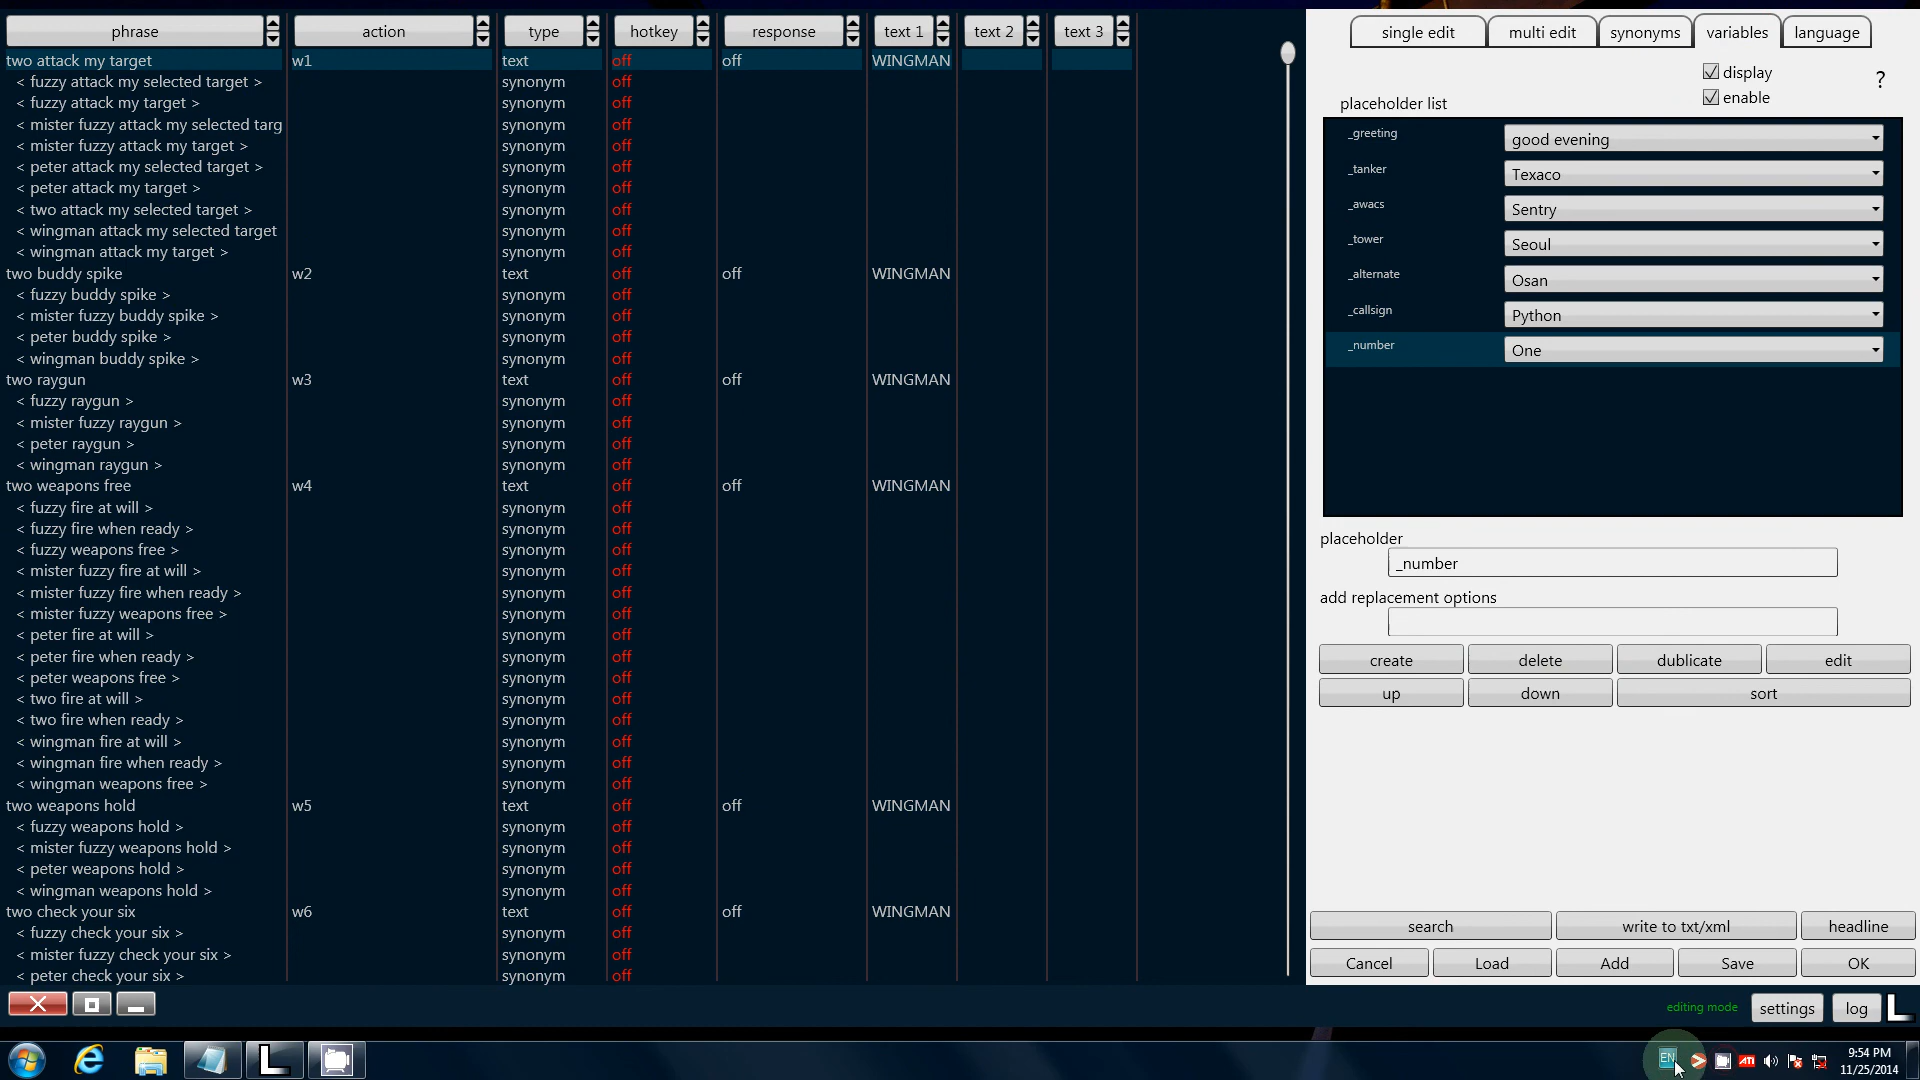 phrase action type hotkey response text 1 text 2 text 3
two attack my target w1 text off off WINGMAN
< fuzzy attack my selected target > synonym off
< fuzzy attack my target > synonym off
< mister fuzzy attack my selected targ synonym off
< mister fuzzy attack my target > synonym off
< peter attack my selected target > synonym off
< peter attack my target > synonym off
< two attack my selected target > synonym off
< wingman attack my selected target synonym off
< wingman attack my target > synonym off
two buddy spike w2 text off off WINGMAN
< fuzzy buddy spike > synonym off
< mister fuzzy buddy spike > synonym off
< peter buddy spike > synonym off
< wingman buddy spike > synonym off
two raygun w3 text off off WINGMAN
< fuzzy raygun > synonym off
< mister fuzzy raygun > synonym off
< peter raygun > synonym off
< wingman raygun > synonym off
two weapons free w4 text off off WINGMAN
< fuzzy fire at will > synonym off
< fuzzy fire when ready > synonym off
< fuzzy weapons free > synonym off
< mister fuzzy fire at will > synonym off
< mister fuzzy fire when ready > synonym off
< mister fuzzy weapons free > synonym off
< peter fire at will > synonym off
< peter fire when ready > synonym off
< peter weapons free > synonym off
< two fire at will > synonym off
< two fire when ready > synonym off
< wingman fire at will > synonym off
< wingman fire when ready > synonym off
< wingman weapons free > synonym off
two weapons hold w5 text off off WINGMAN
< fuzzy weapons hold > synonym off
< mister fuzzy weapons hold > synonym off
< peter weapons hold > synonym off
< wingman weapons hold > synonym off
two check your six w6 text off off WINGMAN
< fuzzy check your six > synonym off
< mister fuzzy check your six > synonym off
< peter check your six > synonym off
single edit multi edit synonyms variables language
display
?
enable
placeholder list
_greeting good evening
_tanker Texaco
_awacs Sentry
_tower Seoul
_alternate Osan
_callsign Python
_number One
placeholder
_number
add replacement options
create delete dublicate edit
up down sort
search write to txt/xml headline
Cancel Load Add Save OK
editing mode settings log L
L EN ATI 9:54 PM
11/25/2014